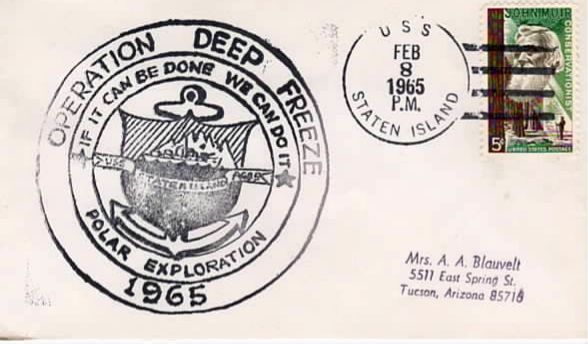 OPERATION DEEP FREEZE
"IF IT CAN BE DONE WE CAN DO IT"
USS
STATEN ISLAND
POLAR EXPLORATION
1965
USS
FEB
8
1965
P.M.
STATEN ISLAND
JOHN MUIR
CONSERVATIONIST
5¢
UNITED STATES POSTAGE
Mrs. A. A. Blauvelt
5511 East Spring St.
Tucson, Arizona 85718